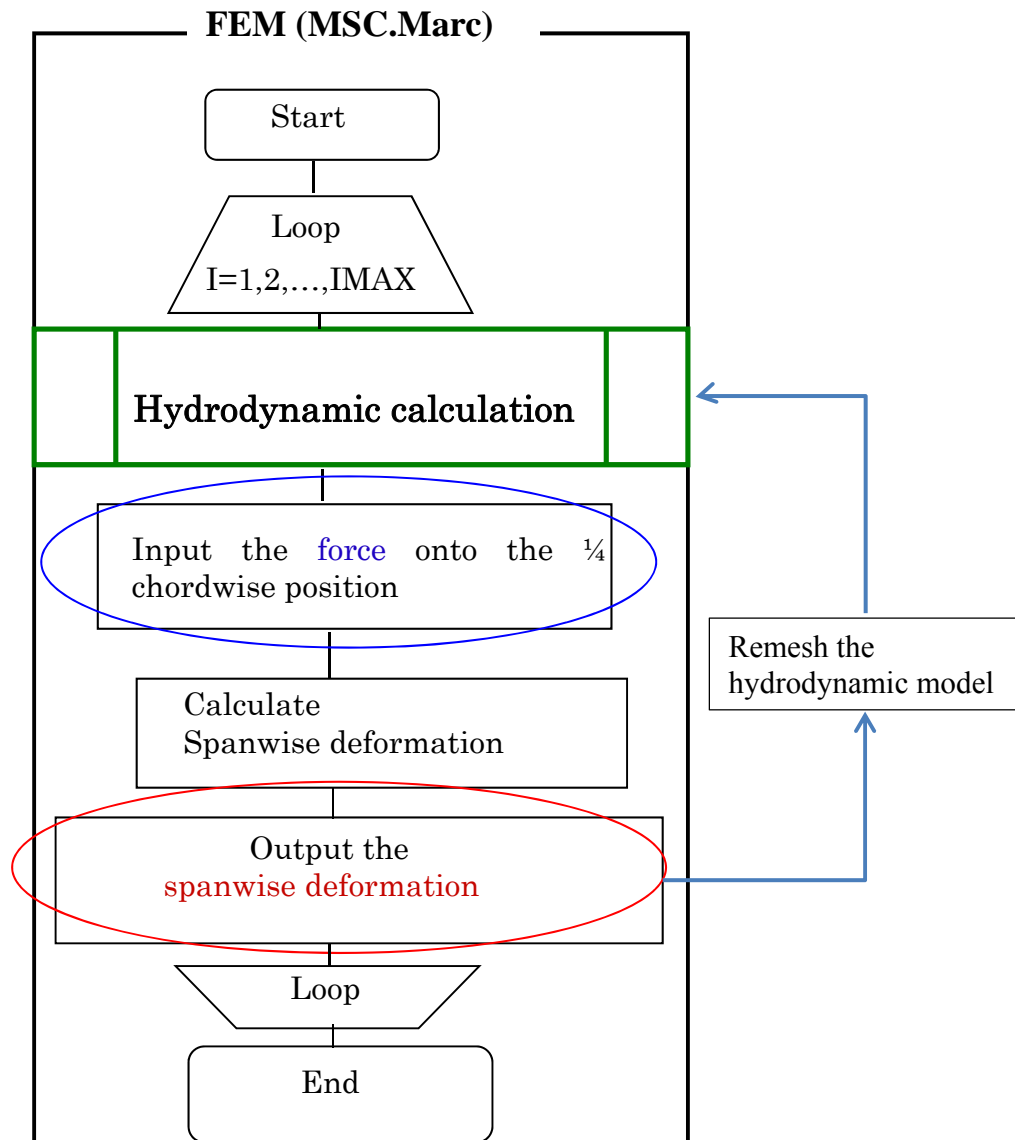 FEM (MSC.Marc)
Start
Loop
I=1,2,…,IMAX
Hydrodynamic calculation
Input the force onto the ¼
chordwise position
Calculate
Spanwise deformation
Output the
spanwise deformation
Remesh the
hydrodynamic model
Loop
End